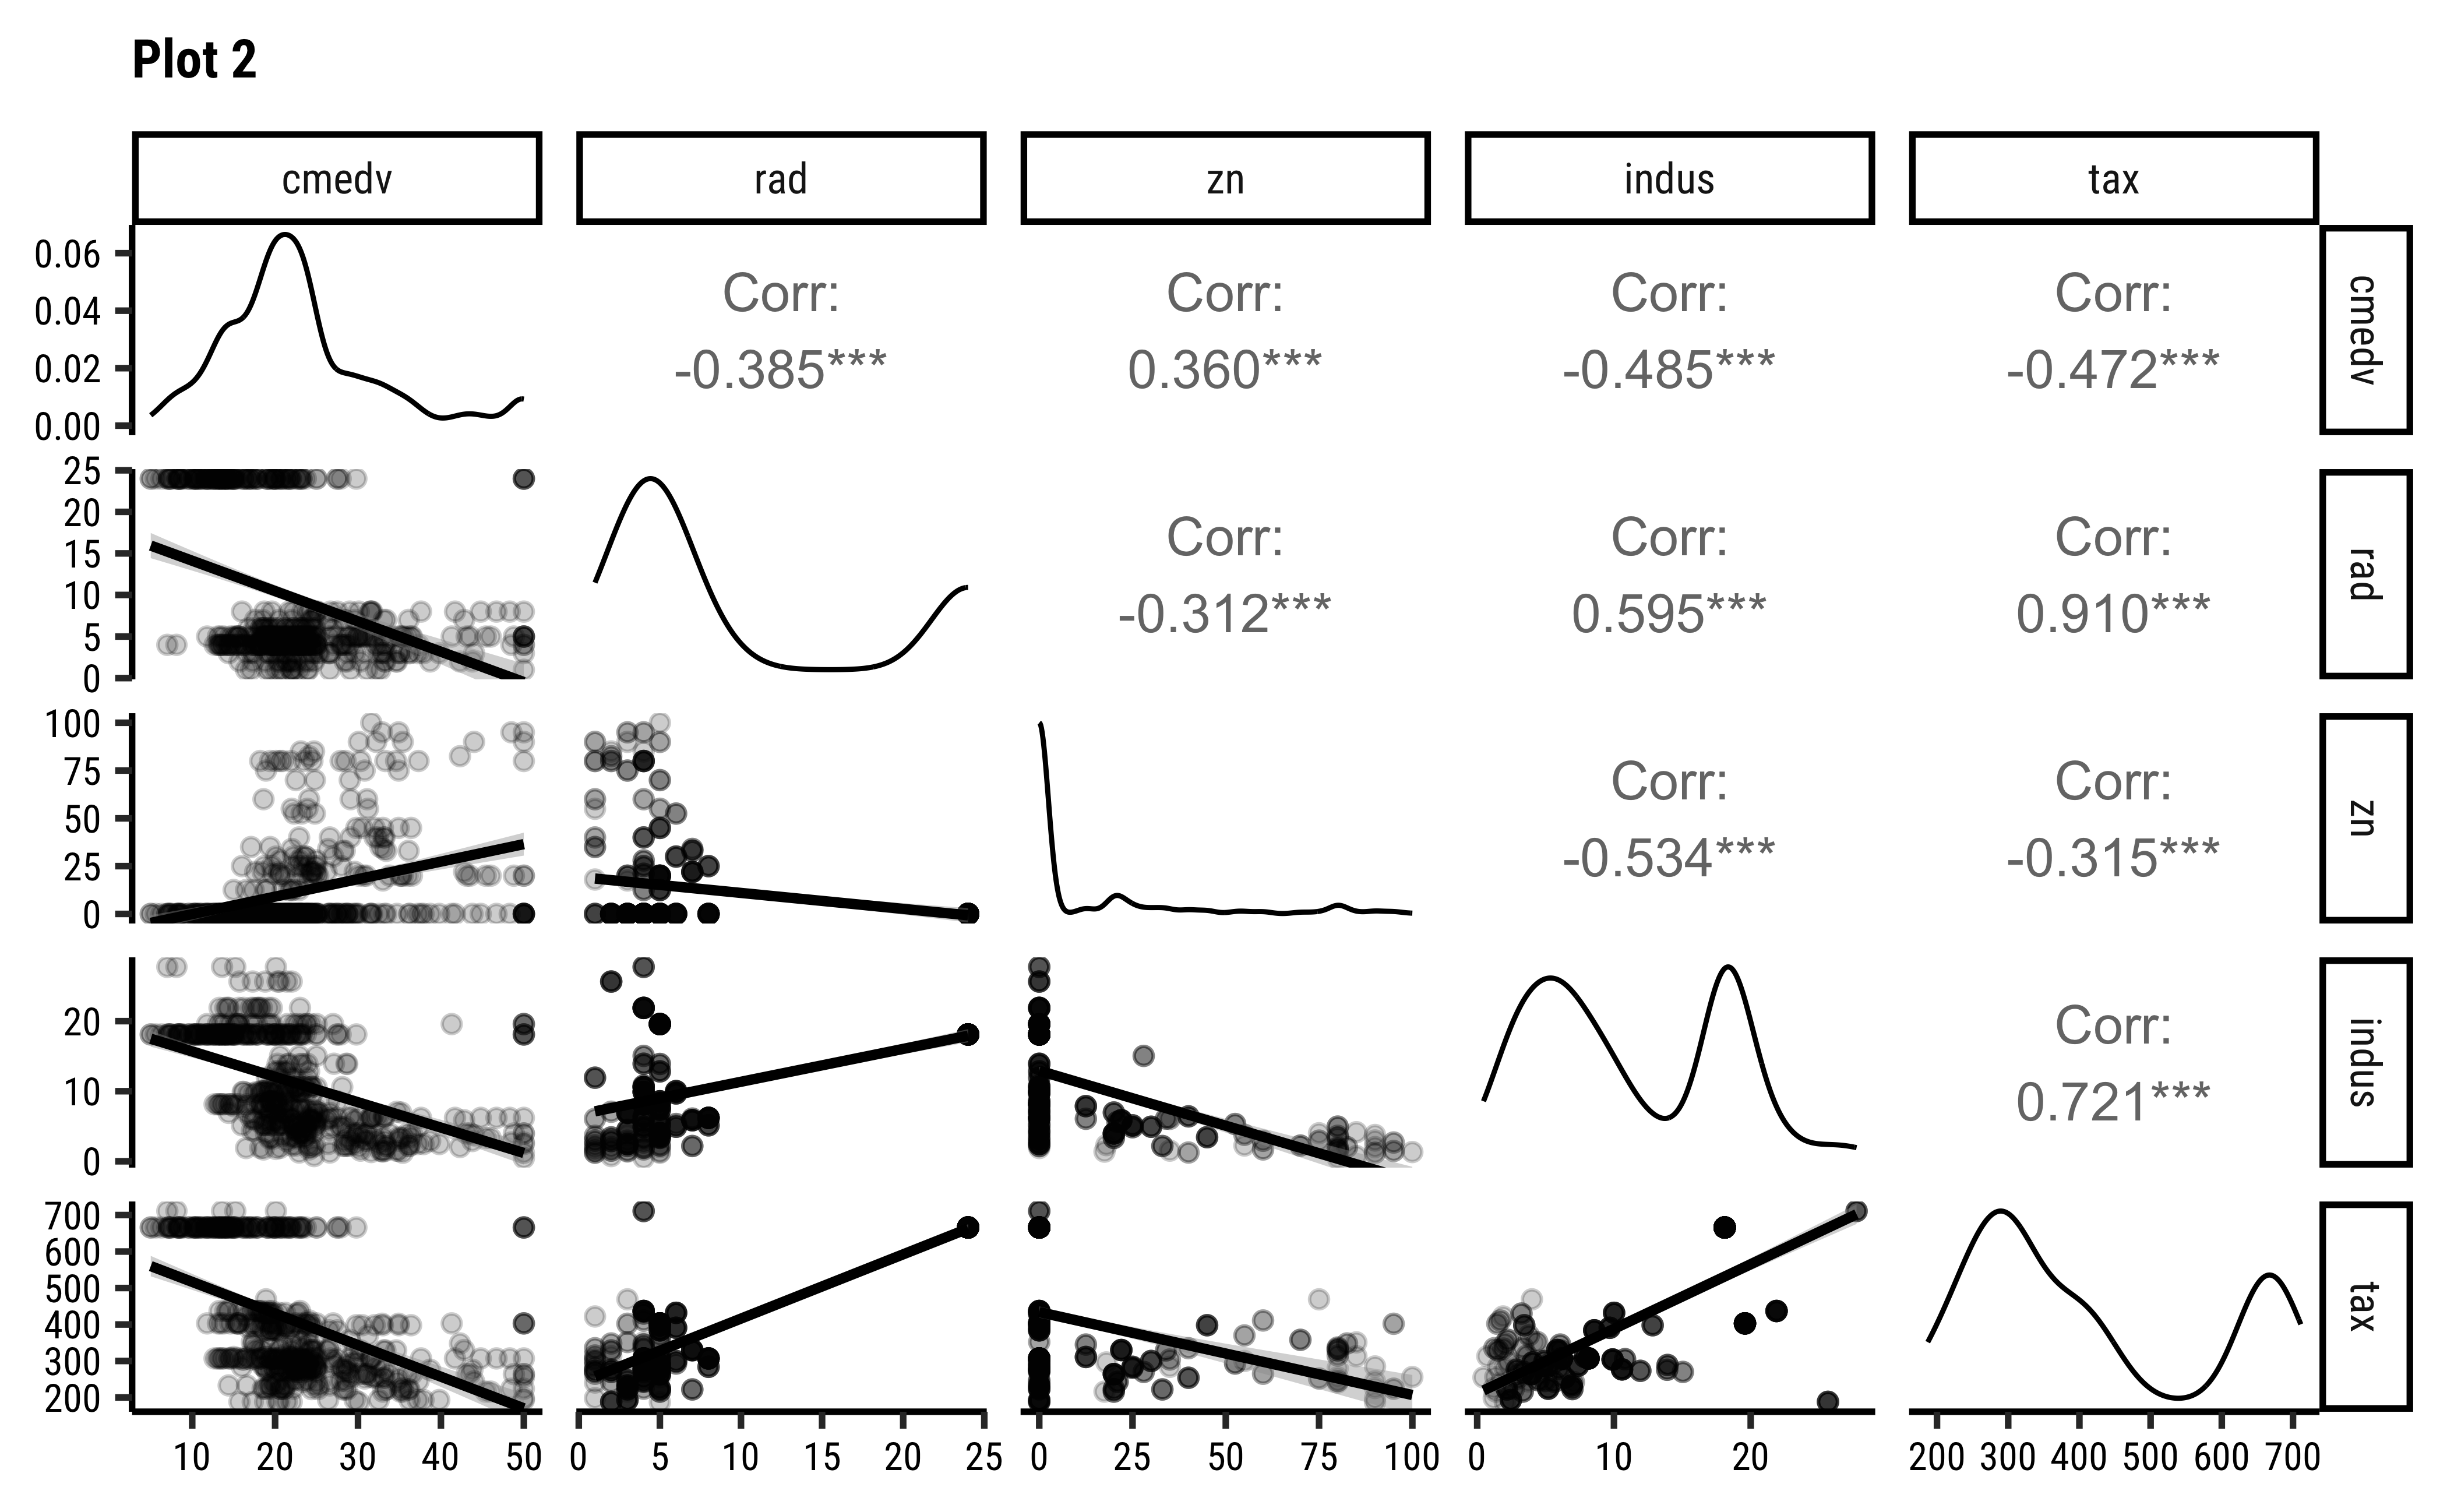 Plot 2
cmedv rad zn indus tax
0.06
0.04
0.02
0.00
Corr: Corr: Corr: Corr:
-0.385*** 0.360*** -0.485*** -0.472***
cmedv
25
20
15
10
5
0
Corr: Corr: Corr:
-0.312*** 0.595*** 0.910***
rad
100
75
50
25
0
Corr: Corr:
-0.534*** -0.315***
zn
20
10
0
Corr:
0.721***
indus
700
600
500
400
300
200
tax
10 20 30 40 50 0 5 10 15 20 25 0 25 50 75 100 0 10 20 200 300 400 500 600 700